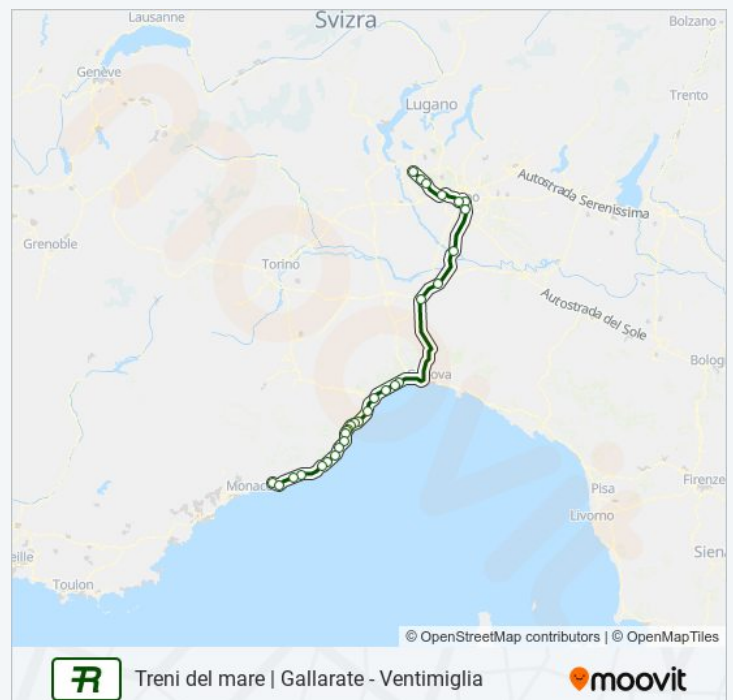 Lausanne
Svizra
Bolzano -
Genève
Lugano
Trento
Autostrada Serenissima
Grenoble
Torino
Autostrada del Sole
Bolog
ova
Monac
Pisa
Firenze
Livorno
eille
Sien
Toulon
moovit
© OpenStreetMap contributors | © OpenMapTiles
R Treni del mare | Gallarate - Ventimiglia moovit